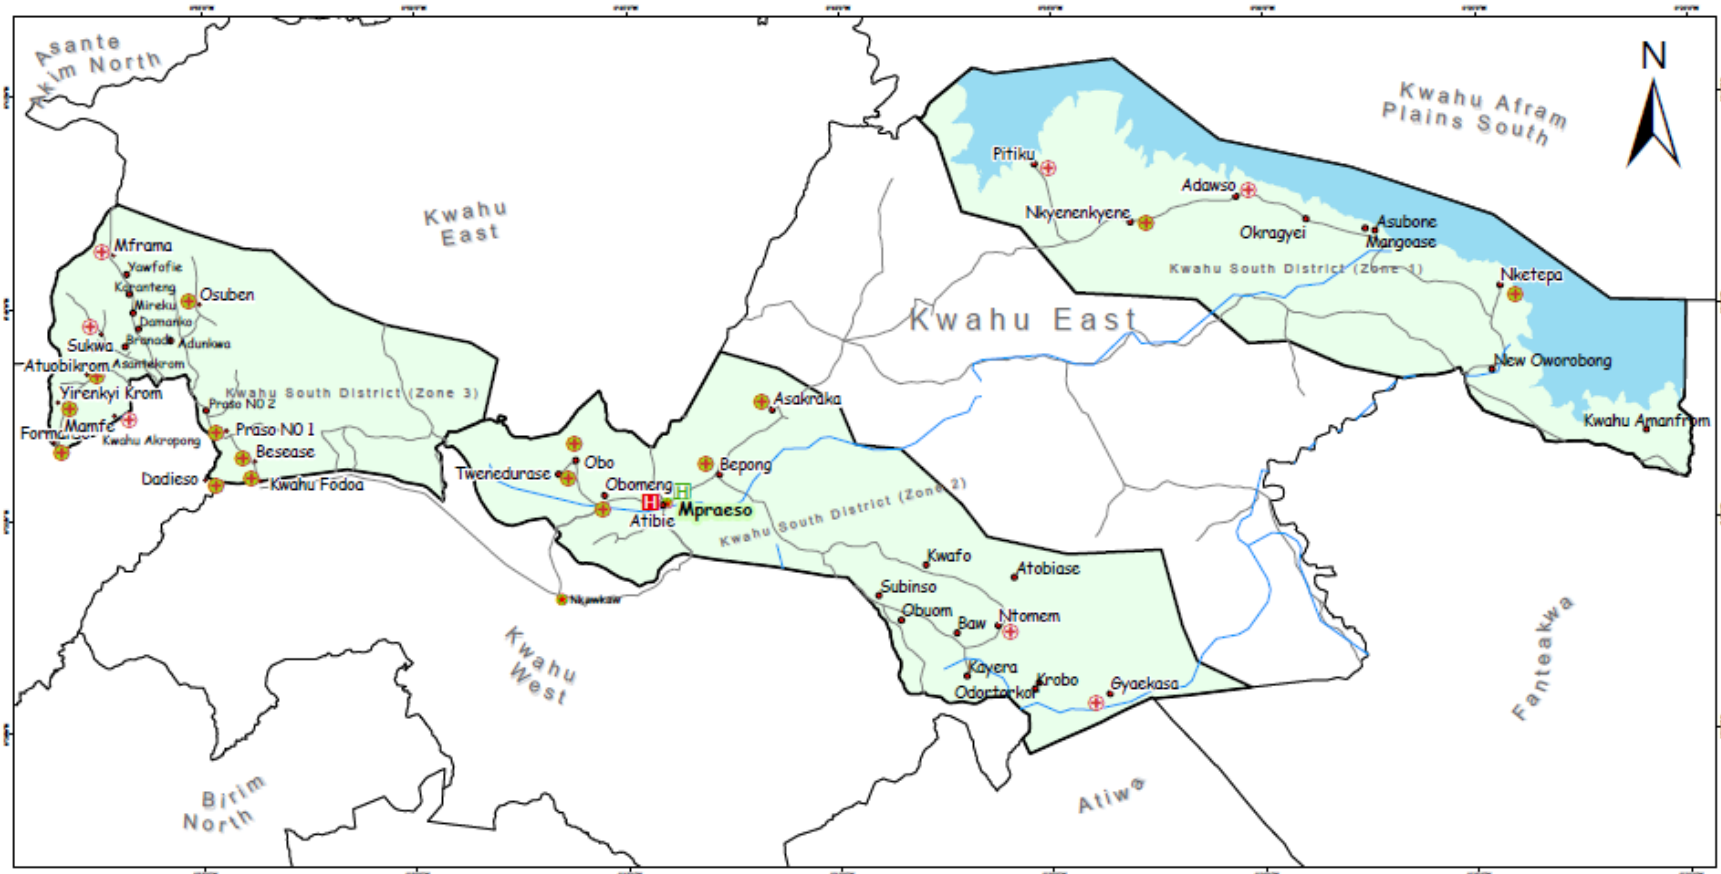 Asante
Akim North
N
Kwahu Afram
Plains South
Pitiku
Adawso
Kwahu
East
Nkyenenkyene
Okragyei
Asubone
Mangoase
Mframa
Yawfofie
Kwahu South District (Zone 1)
Nketepa
Karanteng
Osuben
Mireku
Damanko
Kwahu East
Sukwa
Branado
Adunkwa
Atuobikrom
Asantekrom
New Oworobong
Yirenkyi Krom
Kwahu South District (Zone 3)
Praso NO 2
Asakraka
Mamfe
Kwahu Amanfrom
Praso NO 1
Kwahu Akropong
Besease
Obo
Bepong
Twenedurase
Dadieso
Kwahu Fodoa
Obomeng
H
H
Mpraeso
Atibie
Kwahu South District (Zone 2)
Kwafo
Atobiase
Subinso
Nkawkaw
Obuom
Baw
Ntomem
Kwahu
West
Kayera
Krobo
Odortorkor
Gyaekasa
Fanteakwa
Birim
North
Atiwa